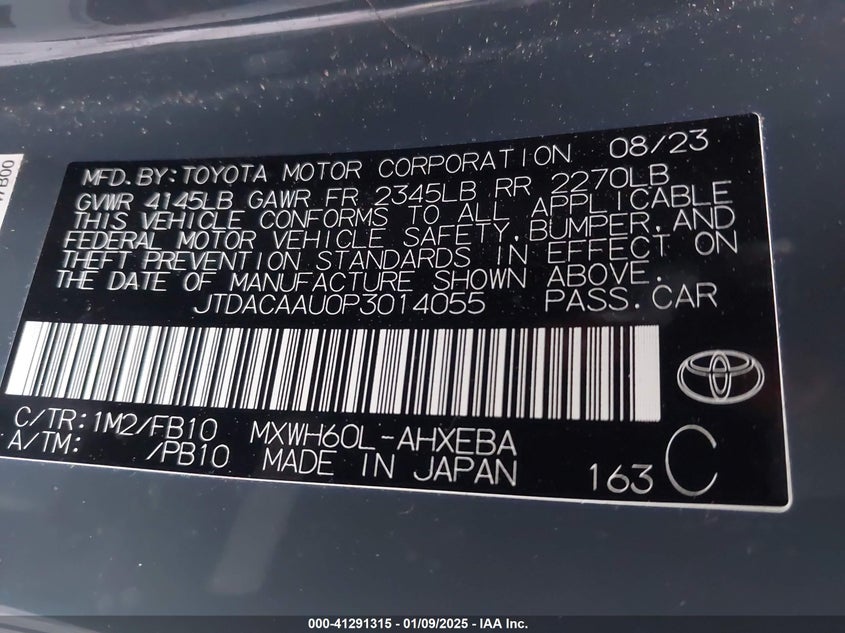 MFD.BY:TOYOTA MOTOR CORPORATION 08/23
GVWR 4145LB GAWR FR 2345LB RR 2270LB
THIS VEHICLE CONFORMS TO ALL APPLICABLE
FEDERAL MOTOR VEHICLE SAFETY,BUMPER,AND
THEFT PREVENTION STANDARDS IN EFFECT ON
THE DATE OF MANUFACTURE SHOWN ABOVE.
JTDACAAU0P3014055 PASS.CAR
C/TR:1M2/FB10 MXWH60L-AHXEBA
A/TM: /PB10 MADE IN JAPAN 163 C
000-41291315 - 01/09/2025 - IAA Inc.